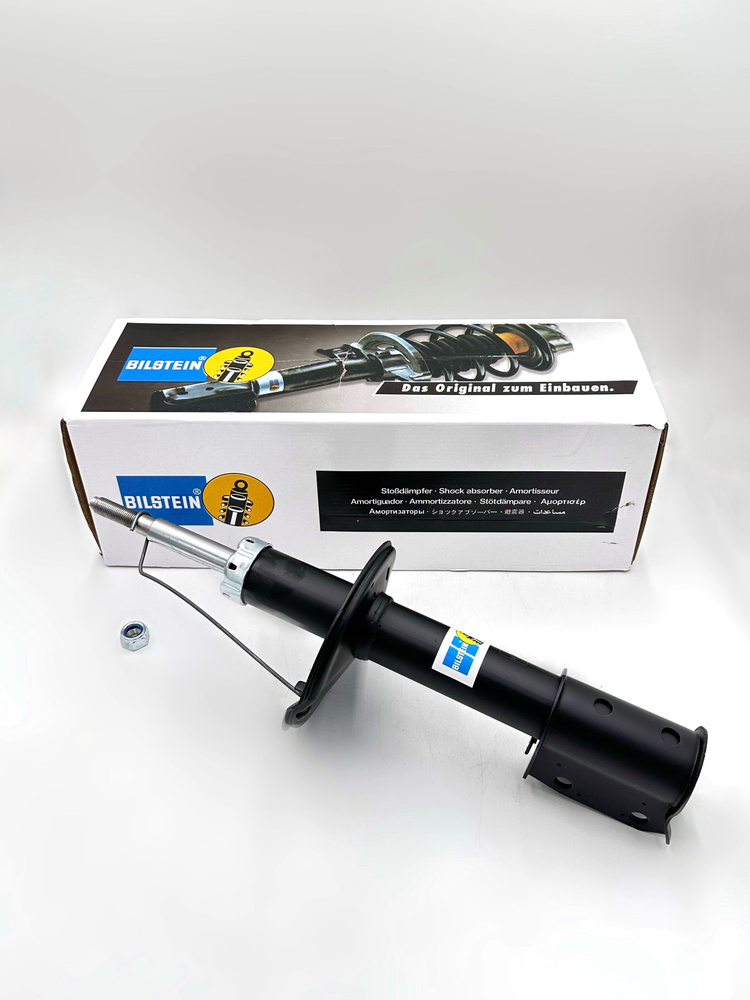 BILSTEIN®
Das Original zum Einbauen.
BILSTEIN®
Stoßdämpfer · Shock absorber · Amortisseur
Amortiguador · Ammortizzatore · Stötdämpare · Αμορτισέρ
Амортизаторы · ショックアブソーバー · 避震器 · مساعدات
BILSTEIN